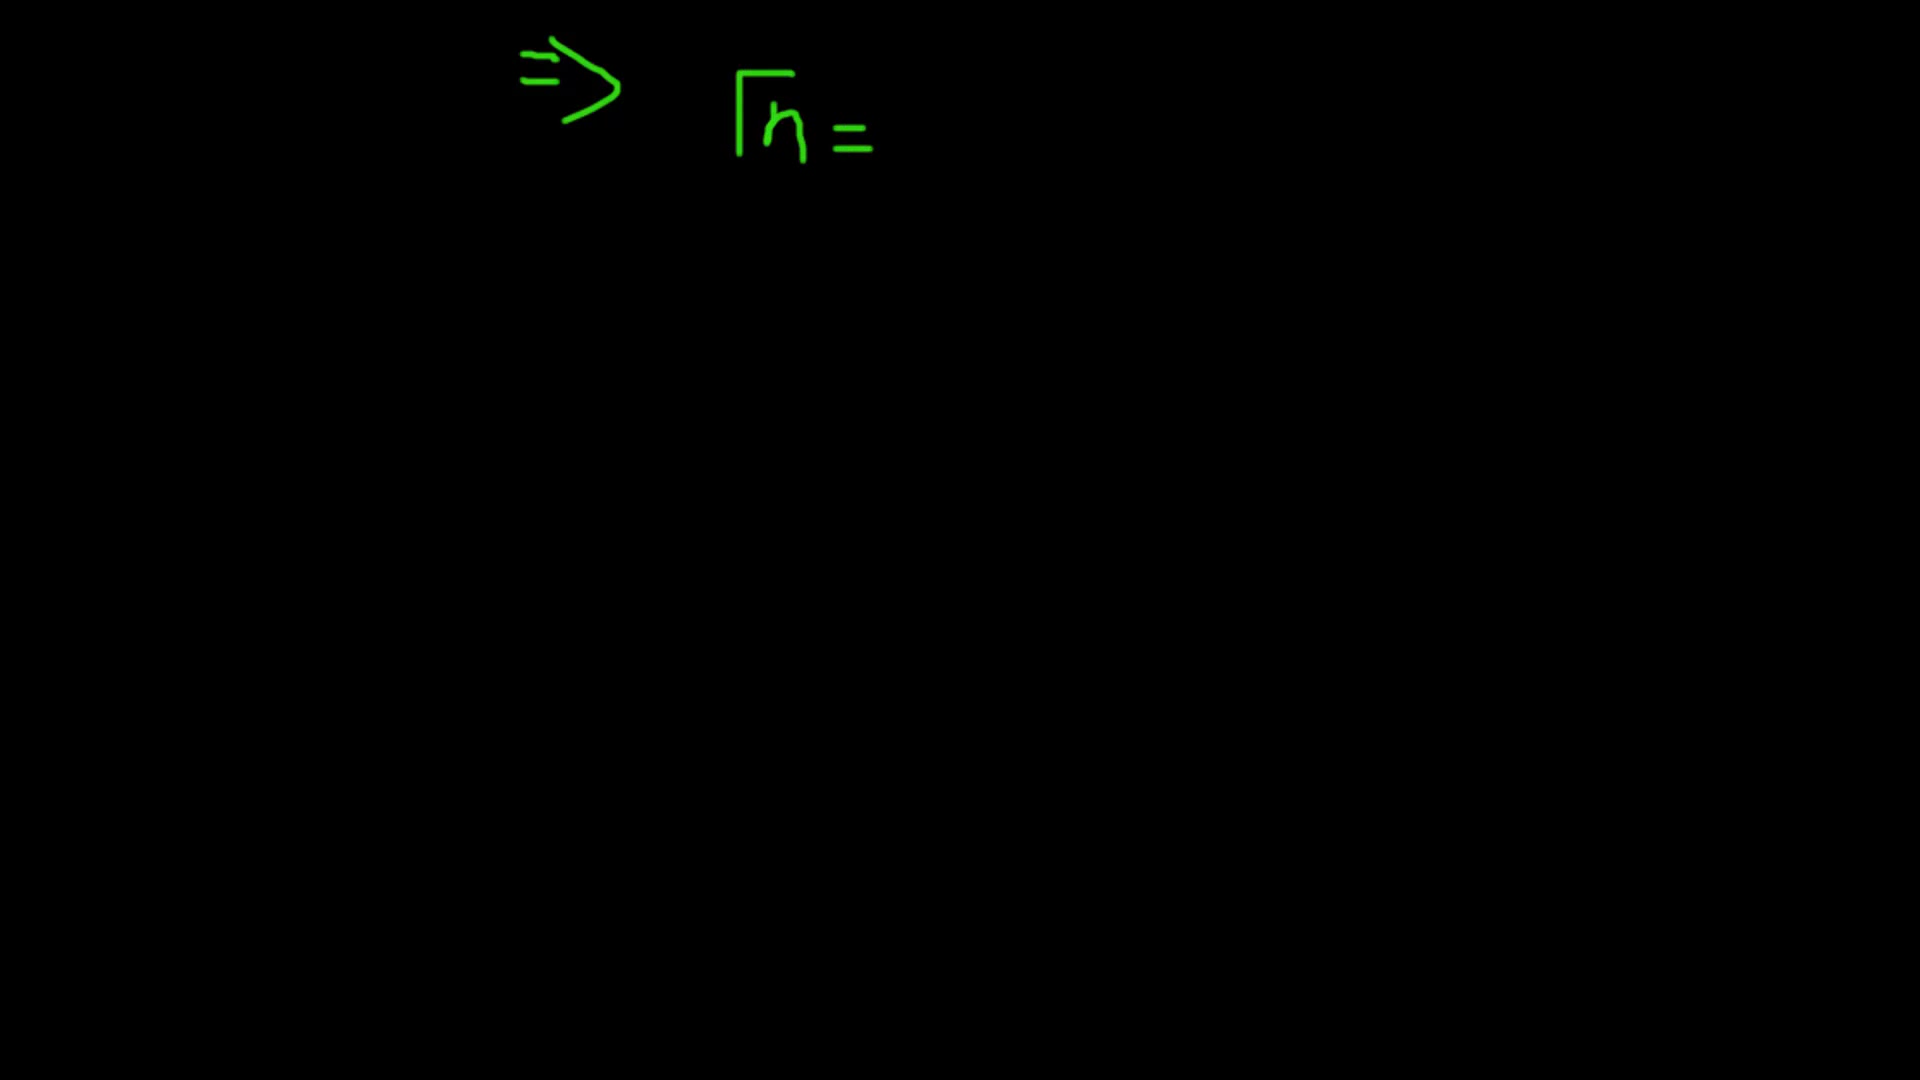 ⇒ Γn =